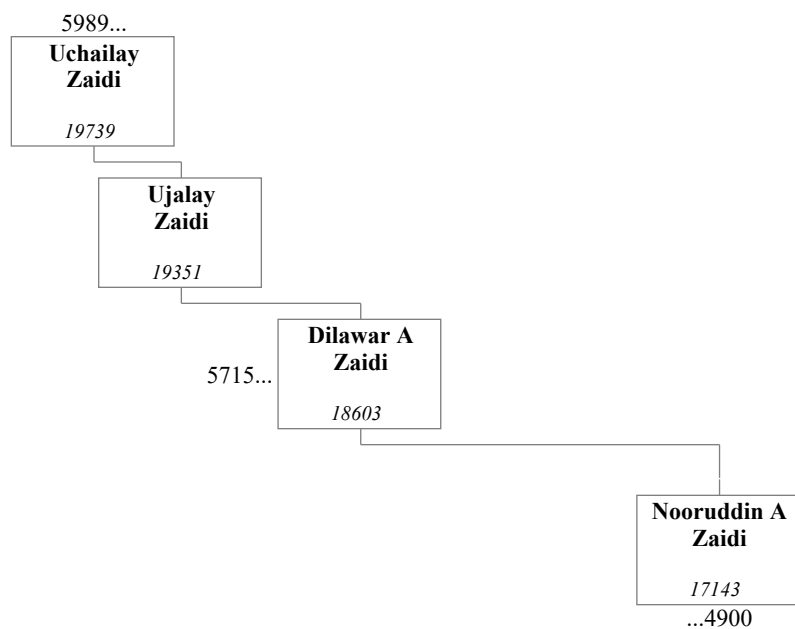 5989...
Uchailay
Zaidi
19739
Ujalay
Zaidi
19351
Dilawar A
Zaidi
5715...
18603
Nooruddin A
Zaidi
17143
...4900